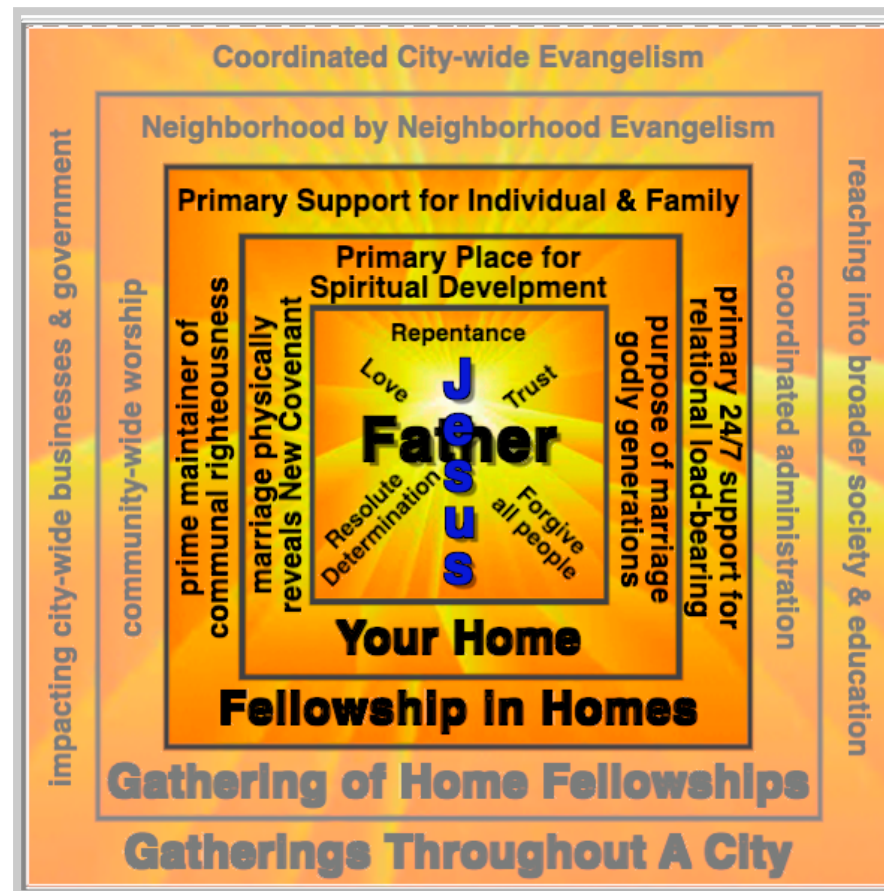 Coordinated City-wide Evangelism
Neighborhood by Neighborhood Evangelism
Primary Support for Individual & Family
Primary Place for
Spiritual Develpment
Repentance
Love
Trust
Jesus
Father
Resolute
Determination
Forgive
all people
impacting city-wide businesses & government
community-wide worship
prime maintainer of
communal righteousness
marriage physically
reveals New Covenant
purpose of marriage
godly generations
primary 24/7 support for
relational load-bearing
coordinated administration
reaching into broader society & education
Your Home
Fellowship in Homes
Gathering of Home Fellowships
Gatherings Throughout A City